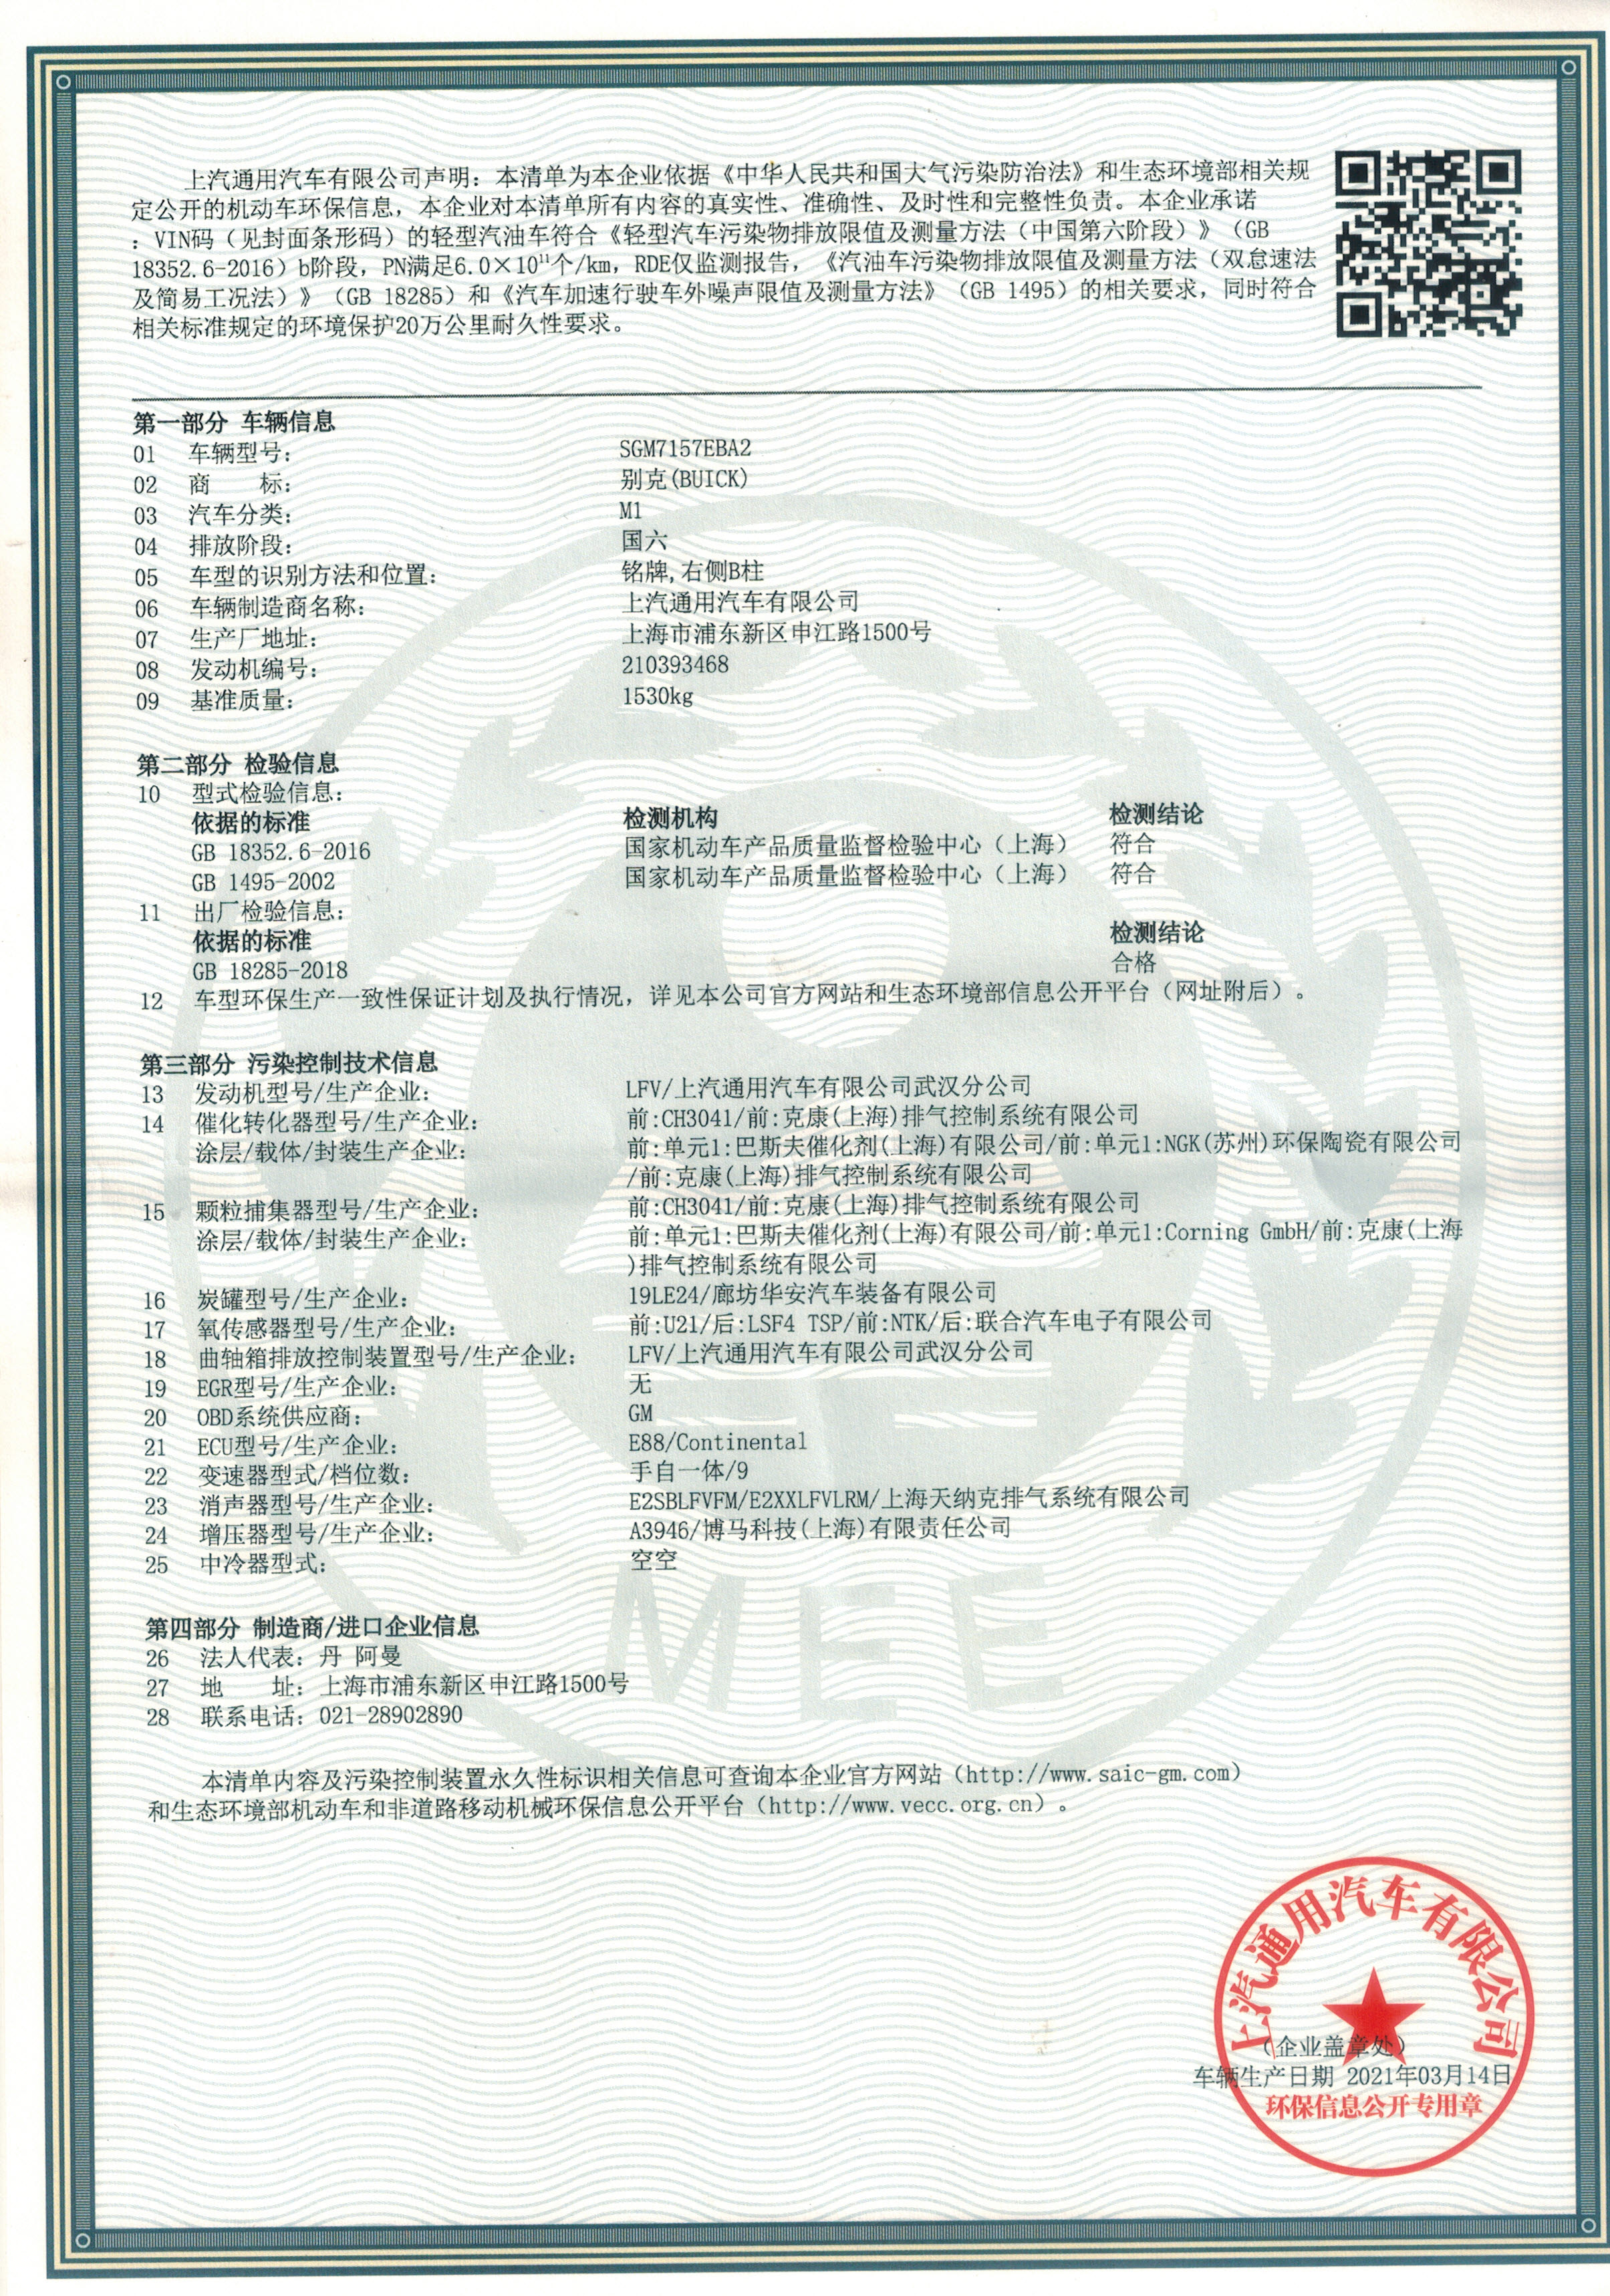 上汽通用汽车有限公司声明：本清单为本企业依据《中华人民共和国大气污染防治法》和生态环境部相关规
定公开的机动车环保信息，本企业对本清单所有内容的真实性、准确性、及时性和完整性负责。本企业承诺
：VIN码（见封面条形码）的轻型汽油车符合《轻型汽车污染物排放限值及测量方法（中国第六阶段）》（GB
18352.6-2016）b阶段，PN满足6.0×10¹¹个/km，RDE仅监测报告，《汽油车污染物排放限值及测量方法（双怠速法
及简易工况法）》（GB 18285）和《汽车加速行驶车外噪声限值及测量方法》（GB 1495）的相关要求，同时符合
相关标准规定的环境保护20万公里耐久性要求。
第一部分 车辆信息
01 车辆型号： SGM7157EBA2
02 商 标： 别克(BUICK)
03 汽车分类： M1
04 排放阶段： 国六
05 车型的识别方法和位置： 铭牌,右侧B柱
06 车辆制造商名称： 上汽通用汽车有限公司
07 生产厂地址： 上海市浦东新区申江路1500号
08 发动机编号： 210393468
09 基准质量： 1530kg
第二部分 检验信息
10 型式检验信息：
依据的标准 检测机构 检测结论
GB 18352.6-2016 国家机动车产品质量监督检验中心（上海） 符合
GB 1495-2002 国家机动车产品质量监督检验中心（上海） 符合
11 出厂检验信息：
依据的标准 检测结论
GB 18285-2018 合格
12 车型环保生产一致性保证计划及执行情况，详见本公司官方网站和生态环境部信息公开平台（网址附后）。
第三部分 污染控制技术信息
13 发动机型号/生产企业： LFV/上汽通用汽车有限公司武汉分公司
14 催化转化器型号/生产企业： 前:CH3041/前:克康(上海)排气控制系统有限公司
涂层/载体/封装生产企业： 前:单元1:巴斯夫催化剂(上海)有限公司/前:单元1:NGK(苏州)环保陶瓷有限公司
/前:克康(上海)排气控制系统有限公司
15 颗粒捕集器型号/生产企业： 前:CH3041/前:克康(上海)排气控制系统有限公司
涂层/载体/封装生产企业： 前:单元1:巴斯夫催化剂(上海)有限公司/前:单元1:Corning GmbH/前:克康(上海
)排气控制系统有限公司
16 炭罐型号/生产企业： 19LE24/廊坊华安汽车装备有限公司
17 氧传感器型号/生产企业： 前:U21/后:LSF4 TSP/前:NTK/后:联合汽车电子有限公司
18 曲轴箱排放控制装置型号/生产企业： LFV/上汽通用汽车有限公司武汉分公司
19 EGR型号/生产企业： 无
20 OBD系统供应商： GM
21 ECU型号/生产企业： E88/Continental
22 变速器型式/档位数： 手自一体/9
23 消声器型号/生产企业： E2SBLFVFM/E2XXLFVLRM/上海天纳克排气系统有限公司
24 增压器型号/生产企业： A3946/博马科技(上海)有限责任公司
25 中冷器型式： 空空
MEE
第四部分 制造商/进口企业信息
26 法人代表：丹 阿曼
27 地 址：上海市浦东新区申江路1500号
28 联系电话：021-28902890
本清单内容及污染控制装置永久性标识相关信息可查询本企业官方网站（http://www.saic-gm.com）
和生态环境部机动车和非道路移动机械环保信息公开平台（http://www.vecc.org.cn）。
上汽通用汽车有限公司
（企业盖章处）
车辆生产日期 2021年03月14日
环保信息公开专用章